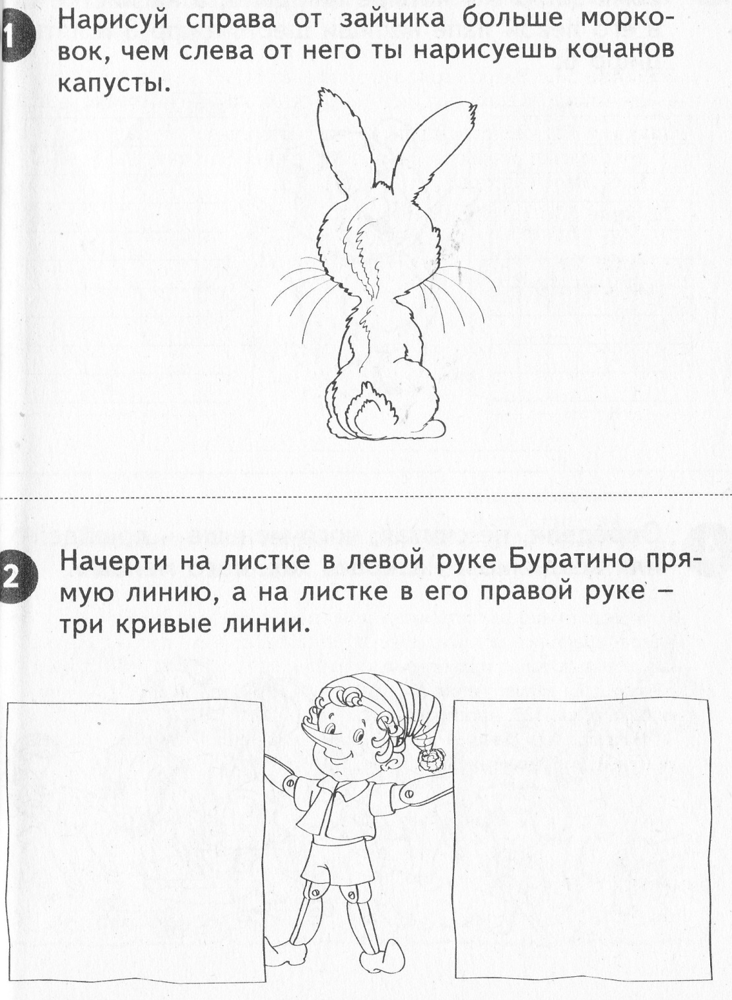 1
Нарисуй справа от зайчика больше морко-
вок, чем слева от него ты нарисуешь кочанов
капусты.
2
Начерти на листке в левой руке Буратино пря-
мую линию, а на листке в его правой руке –
три кривые линии.